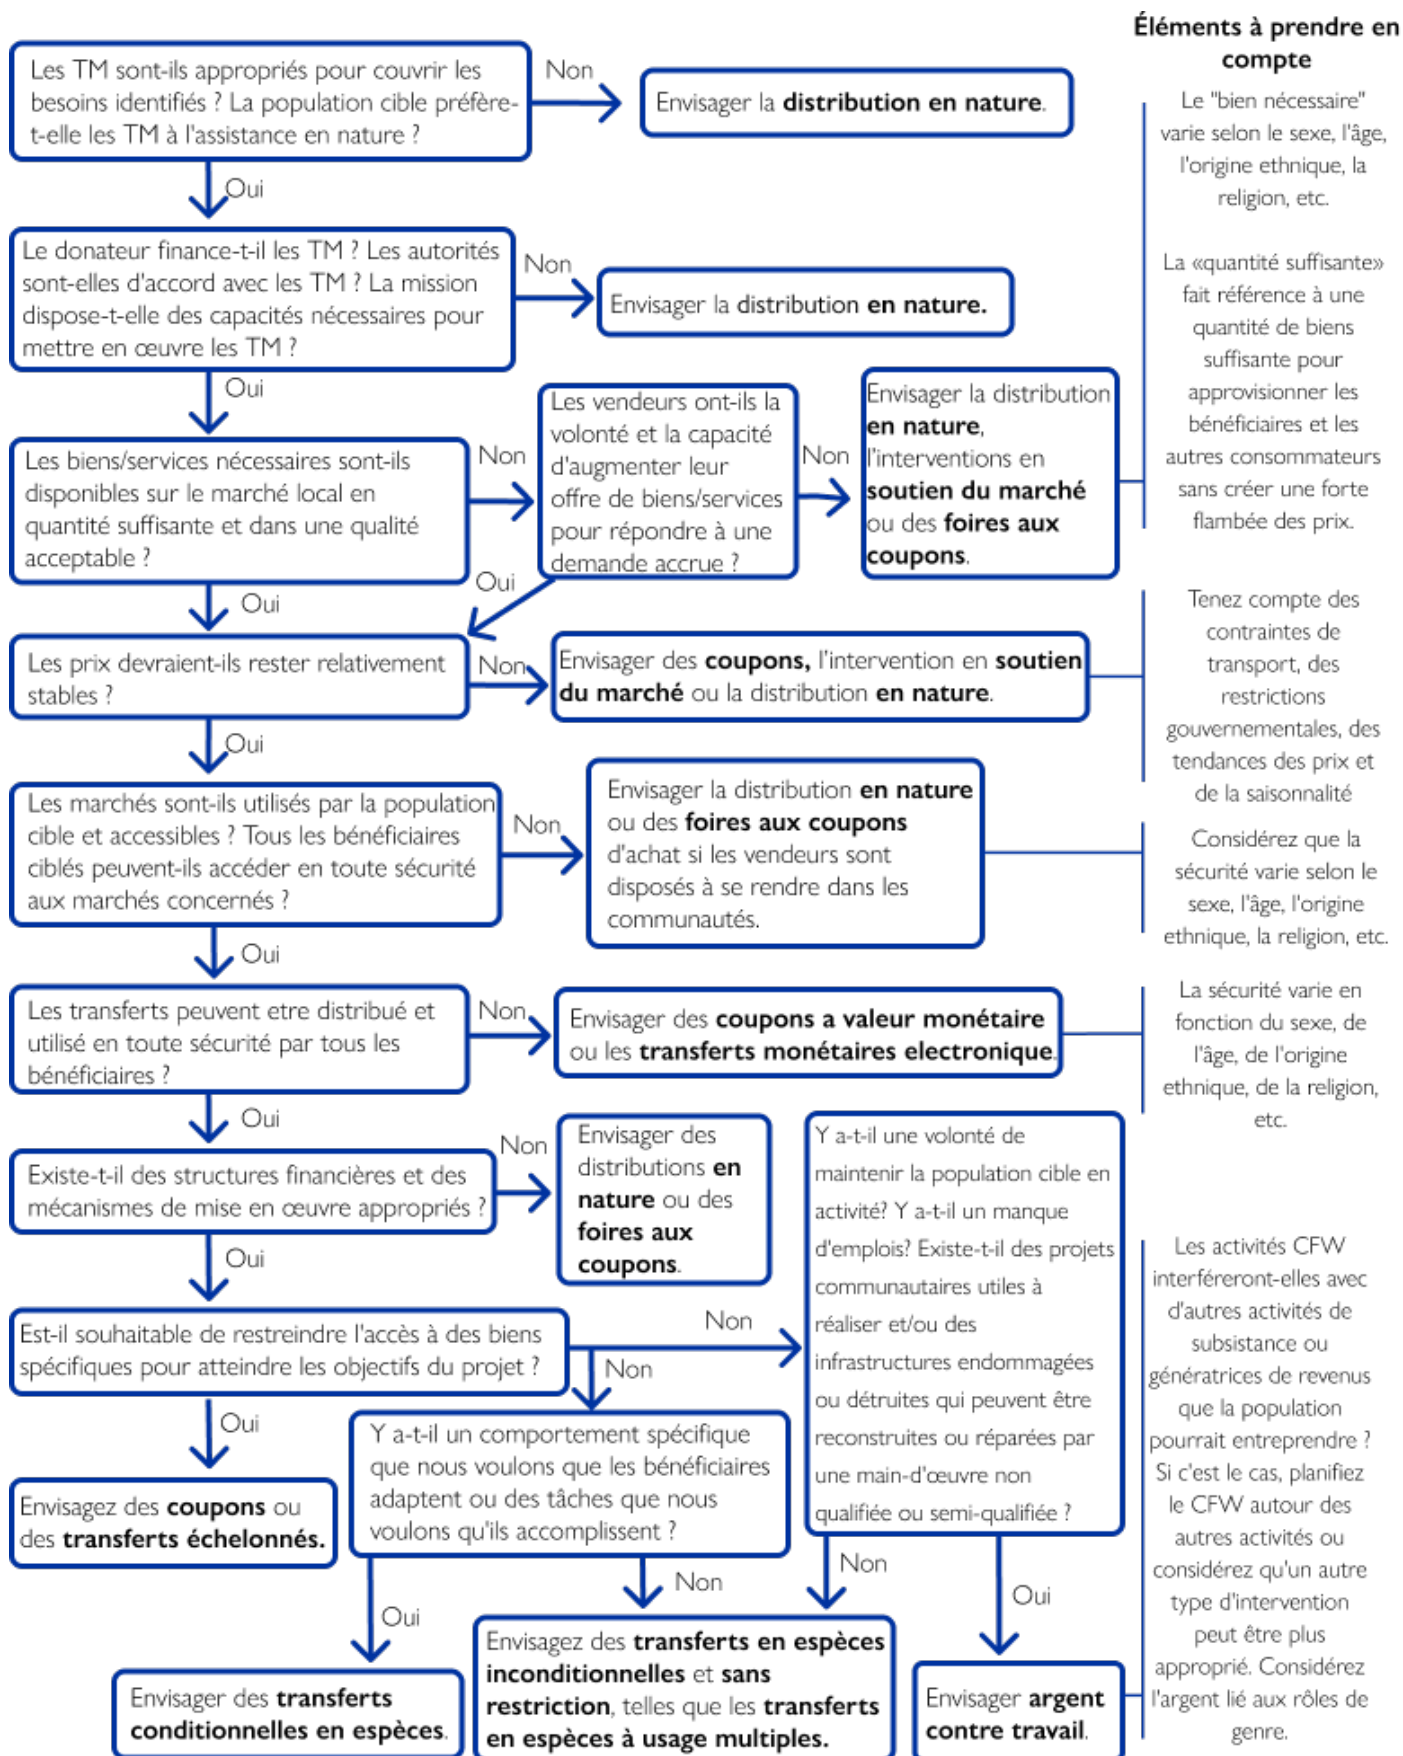 Éléments à prendre en
compte
Les TM sont-ils appropriés pour couvrir les
besoins identifiés ? La population cible préfère-
t-elle les TM à l'assistance en nature ?
Non
Envisager la distribution en nature.
Le "bien nécessaire"
varie selon le sexe, l'âge,
l'origine ethnique, la
religion, etc.
Oui
Le donateur finance-t-il les TM ? Les autorités
sont-elles d'accord avec les TM ? La mission
dispose-t-elle des capacités nécessaires pour
mettre en œuvre les TM ?
Non
Envisager la distribution en nature.
La «quantité suffisante»
fait référence à une
quantité de biens
suffisante pour
approvisionner les
bénéficiaires et les
autres consommateurs
sans créer une forte
flambée des prix.
Oui
Les biens/services nécessaires sont-ils
disponibles sur le marché local en
quantité suffisante et dans une qualité
acceptable ?
Non
Les vendeurs ont-ils la
volonté et la capacité
d'augmenter leur
offre de biens/services
pour répondre à une
demande accrue ?
Non
Envisager la distribution
en nature,
l'interventions en
soutien du marché
ou des foires aux
coupons.
Oui
Oui
Les prix devraient-ils rester relativement
stables ?
Non
Envisager des coupons, l'intervention en soutien
du marché ou la distribution en nature.
Tenez compte des
contraintes de
transport, des
restrictions
gouvernementales, des
tendances des prix et
de la saisonnalité
Oui
Les marchés sont-ils utilisés par la population
cible et accessibles ? Tous les bénéficiaires
ciblés peuvent-ils accéder en toute sécurité
aux marchés concernés ?
Non
Envisager la distribution en nature
ou des foires aux coupons
d'achat si les vendeurs sont
disposés à se rendre dans les
communautés.
Considérez que la
sécurité varie selon le
sexe, l'âge, l'origine
ethnique, la religion, etc.
Oui
Les transferts peuvent etre distribué et
utilisé en toute sécurité par tous les
bénéficiaires ?
Non
Envisager des coupons a valeur monétaire
ou les transferts monétaires electronique.
La sécurité varie en
fonction du sexe, de
l'âge, de l'origine
ethnique, de la religion,
etc.
Oui
Existe-t-il des structures financières et des
mécanismes de mise en œuvre appropriés ?
Non
Envisager des
distributions en
nature ou des
foires aux
coupons.
Oui
Est-il souhaitable de restreindre l'accès à des biens
spécifiques pour atteindre les objectifs du projet ?
Non
Y a-t-il une volonté de
maintenir la population cible en
activité? Y a-t-il un manque
d'emplois? Existe-t-il des projets
communautaires utiles à
réaliser et/ou des
infrastructures endommagées
ou détruites qui peuvent être
reconstruites ou réparées par
une main-d'œuvre non
qualifiée ou semi-qualifiée ?
Les activités CFW
interféreront-elles avec
d'autres activités de
subsistance ou
génératrices de revenus
que la population
pourrait entreprendre ?
Si c'est le cas, planifiez
le CFW autour des
autres activités ou
considérez qu'un autre
type d'intervention
peut être plus
approprié. Considérez
l'argent lié aux rôles de
genre.
Non
Oui
Envisagez des coupons ou
des transferts échelonnés.
Y a-t-il un comportement spécifique
que nous voulons que les bénéficiaires
adaptent ou des tâches que nous
voulons qu'ils accomplissent ?
Oui
Non
Non
Oui
Envisager des transferts
conditionnelles en espèces.
Envisagez des transferts en espèces
inconditionnelles et sans
restriction, telles que les transferts
en espèces à usage multiples.
Envisager argent
contre travail.